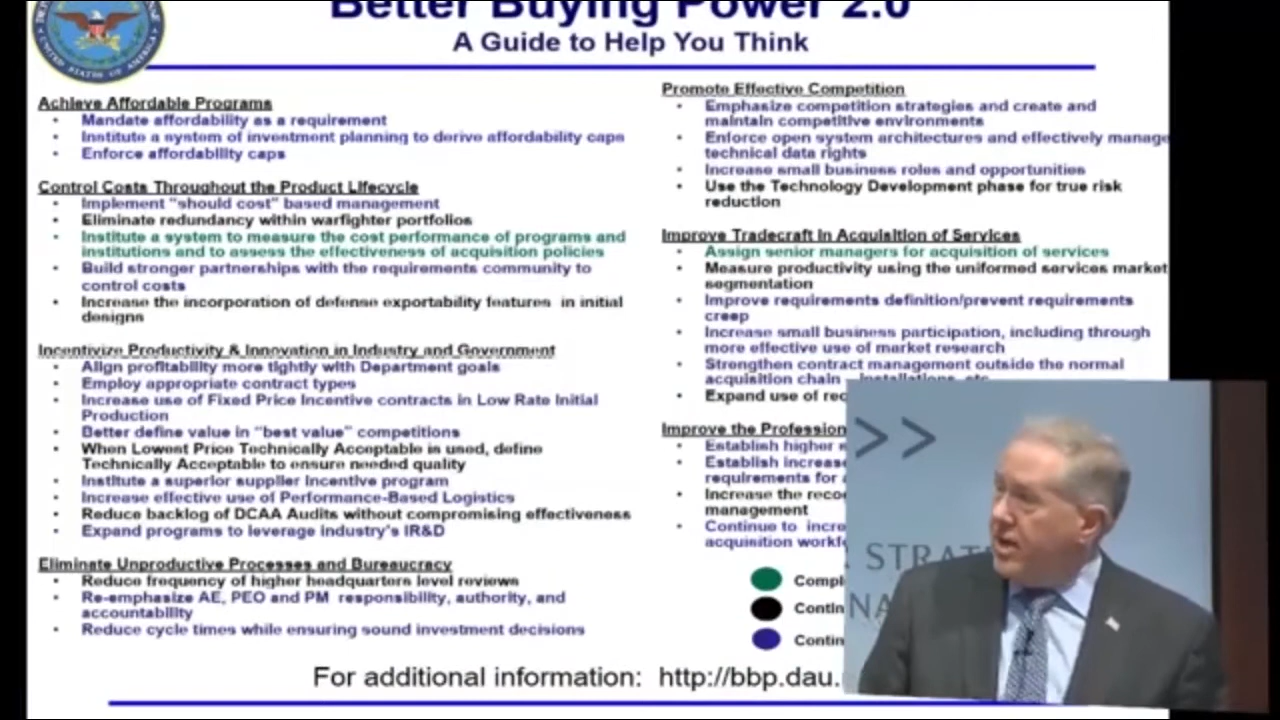 Better Buying Power 2.0
A Guide to Help You Think
UNITED STATES OF AMERICA
Achieve Affordable Programs
• Mandate affordability as a requirement
• Institute a system of investment planning to derive affordability caps
• Enforce affordability caps
Control Costs Throughout the Product Lifecycle
• Implement "should cost" based management
• Eliminate redundancy within warfighter portfolios
• Institute a system to measure the cost performance of programs and
institutions and to assess the effectiveness of acquisition policies
• Build stronger partnerships with the requirements community to
control costs
• Increase the incorporation of defense exportability features in initial
designs
Incentivize Productivity & Innovation in Industry and Government
• Align profitability more tightly with Department goals
• Employ appropriate contract types
• Increase use of Fixed Price Incentive contracts in Low Rate Initial
Production
• Better define value in "best value" competitions
• When Lowest Price Technically Acceptable is used, define
Technically Acceptable to ensure needed quality
• Institute a superior supplier incentive program
• Increase effective use of Performance-Based Logistics
• Reduce backlog of DCAA Audits without compromising effectiveness
• Expand programs to leverage industry's IR&D
Eliminate Unproductive Processes and Bureaucracy
• Reduce frequency of higher headquarters level reviews
• Re-emphasize AE, PEO and PM responsibility, authority, and
accountability
• Reduce cycle times while ensuring sound investment decisions
Promote Effective Competition
• Emphasize competition strategies and create and
maintain competitive environments
• Enforce open system architectures and effectively manage
technical data rights
• Increase small business roles and opportunities
• Use the Technology Development phase for true risk
reduction
Improve Tradecraft in Acquisition of Services
• Assign senior managers for acquisition of services
• Measure productivity using the uniformed services market
segmentation
• Improve requirements definition/prevent requirements
creep
• Increase small business participation, including through
more effective use of market research
• Strengthen contract management outside the normal
acquisition chain – installations, etc
• Expand use of rec
Improve the Profession
• Establish higher
• Establish increase
requirements for
• Increase the reco
management
• Continue to incre
acquisition workf
Compl
Contin
Contin
For additional information: http://bbp.dau.
>>
STRAT
NA